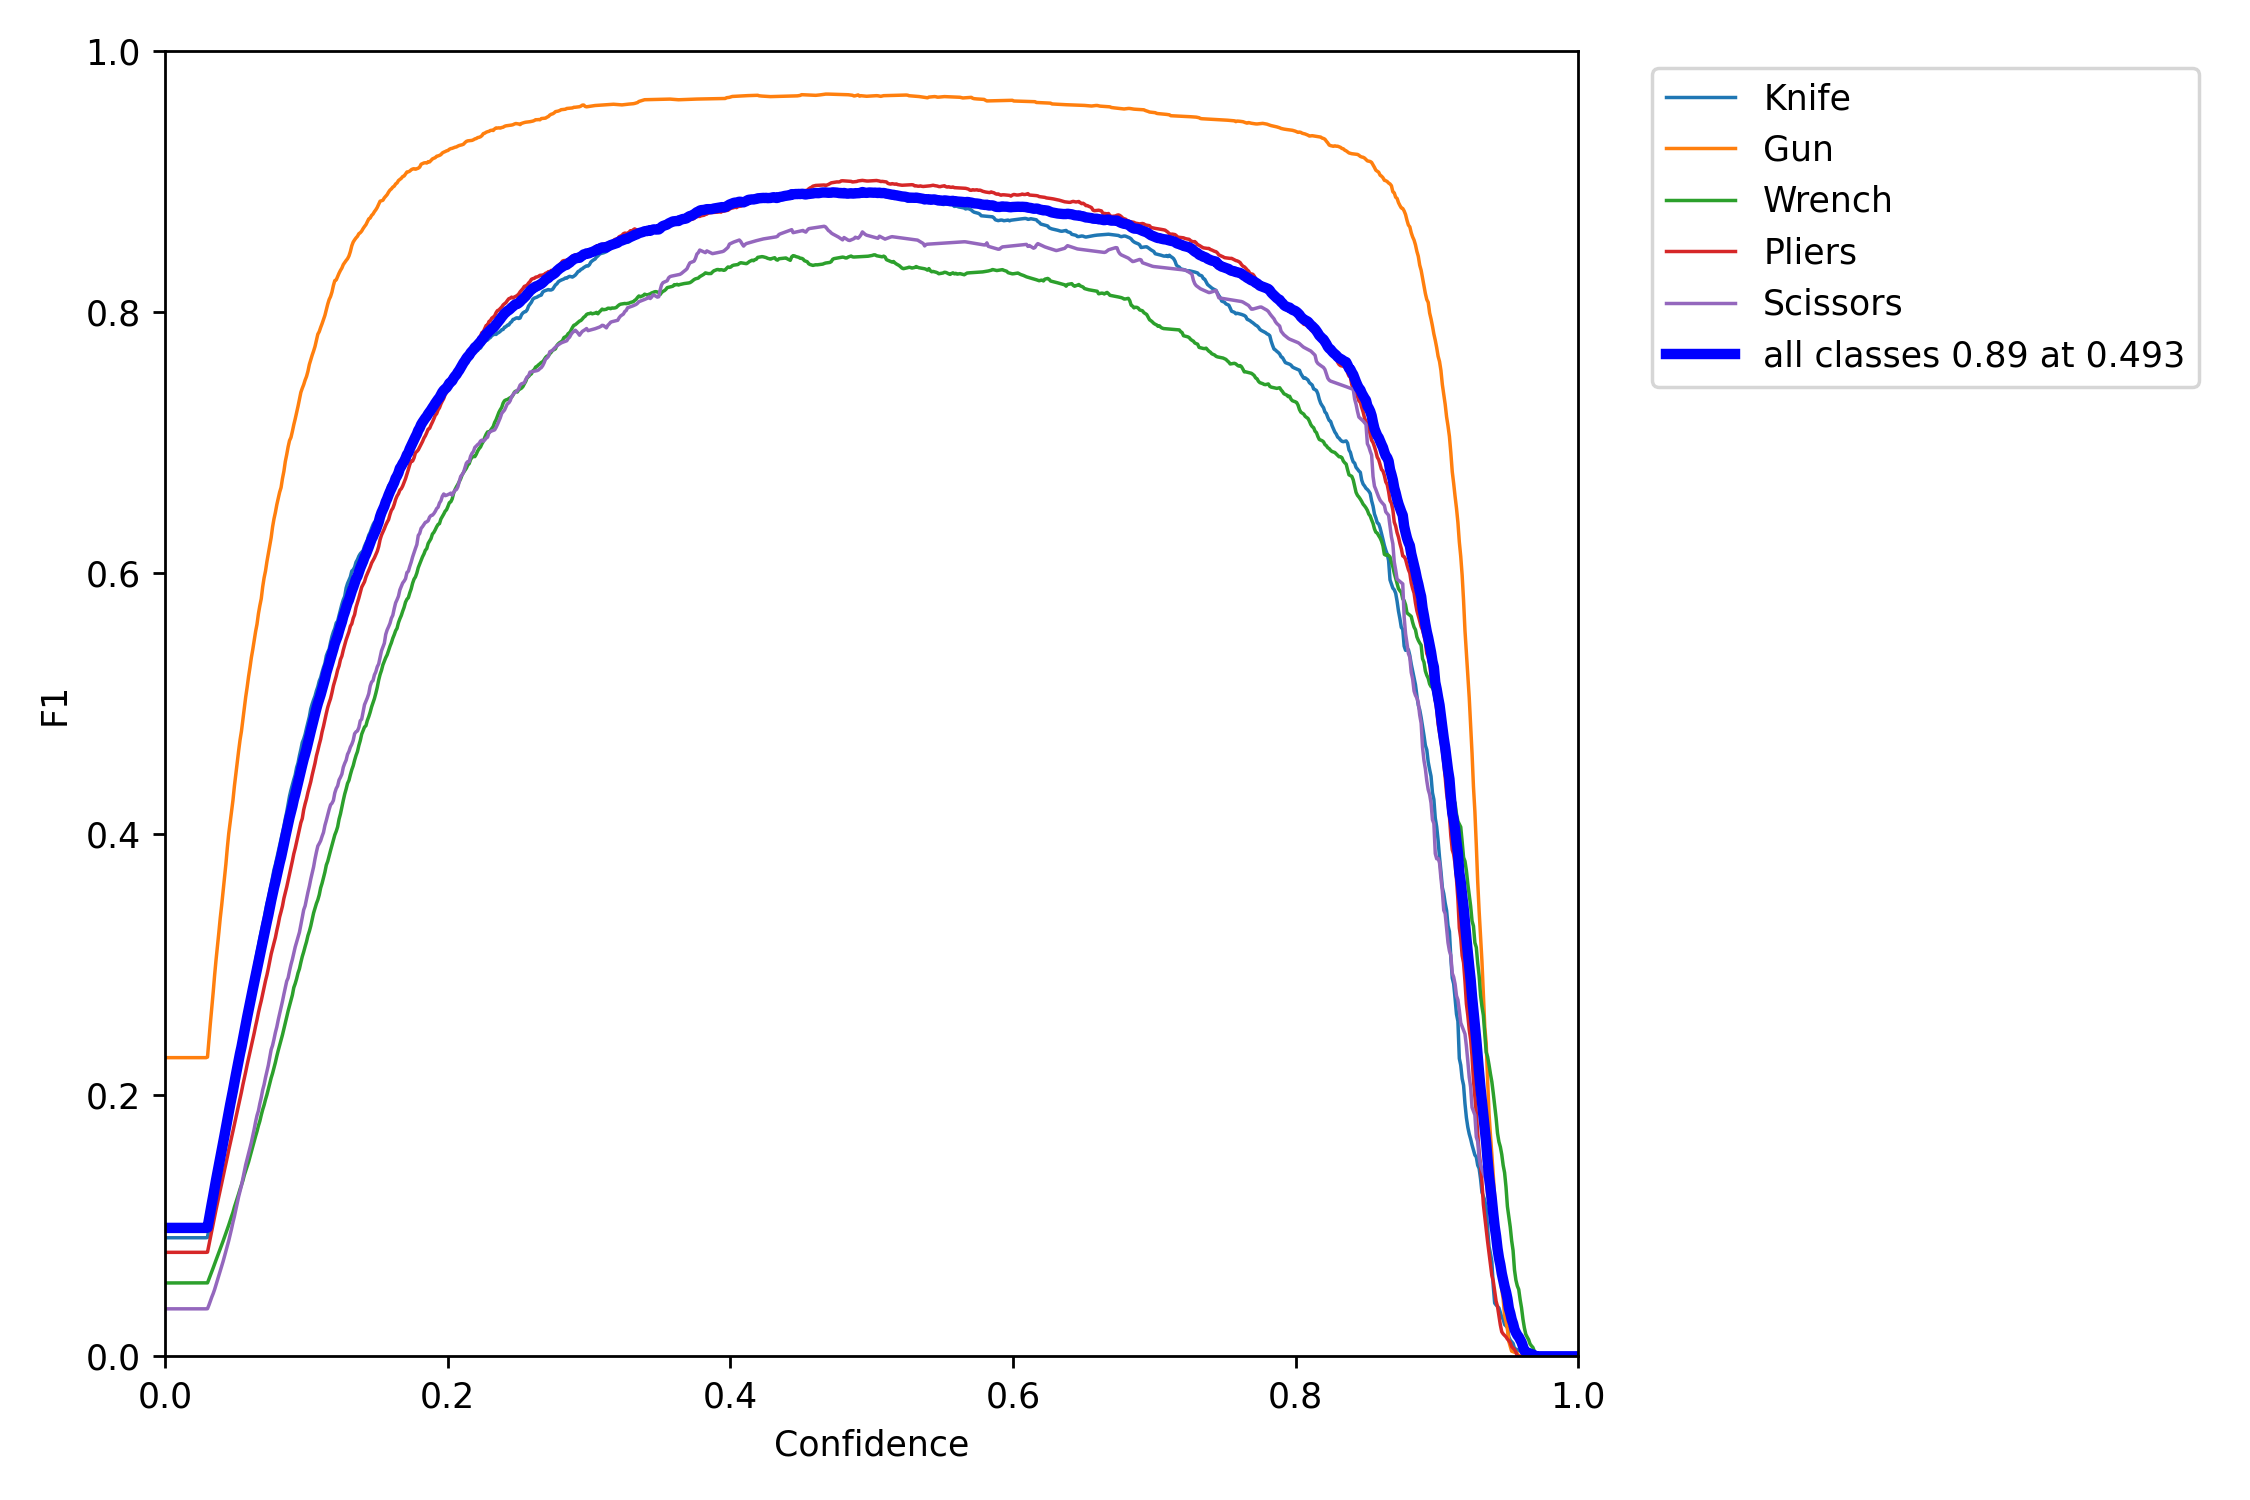 1.0
0.8
0.6
0.4
0.2
0.0
F1
0.0 0.2 0.4 0.6 0.8 1.0
Confidence
Knife
Gun
Wrench
Pliers
Scissors
all classes 0.89 at 0.493